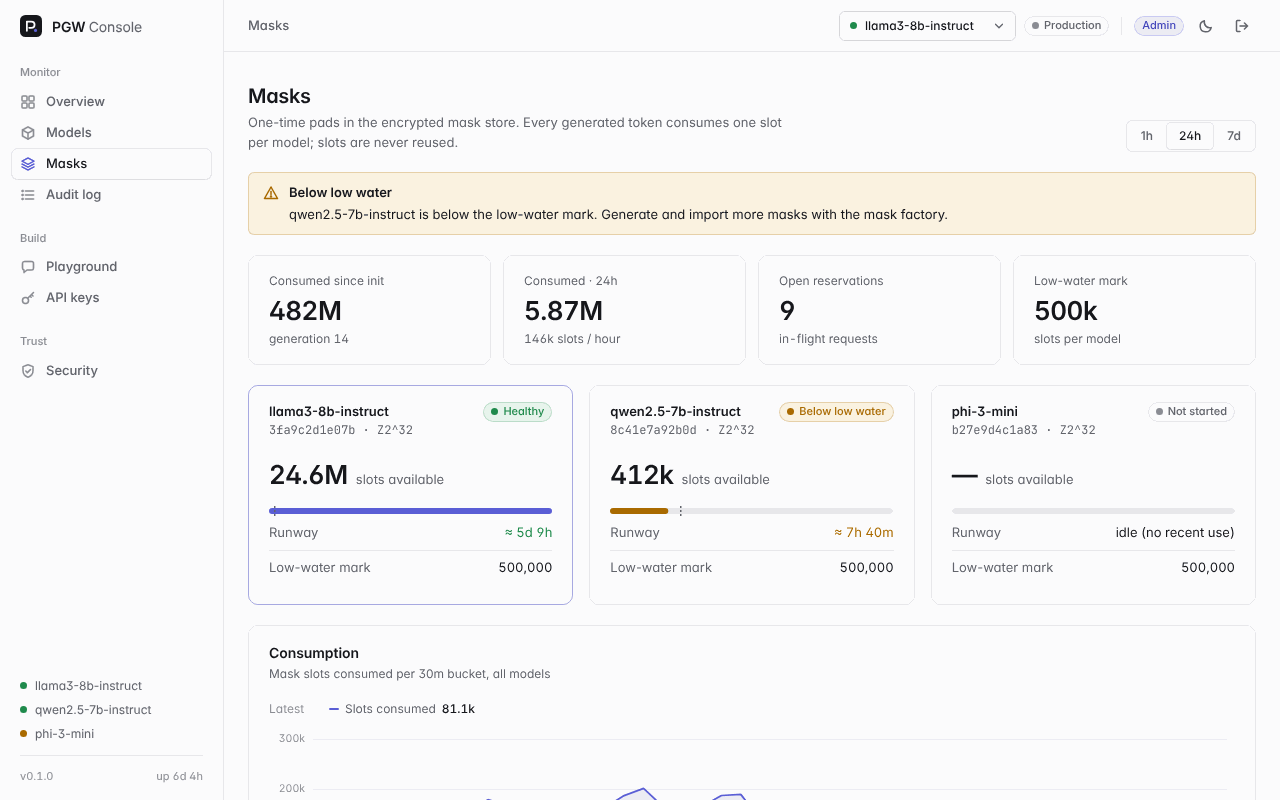 PGW Console
Monitor
Overview
Models
Masks
Audit log
Build
Playground
API keys
Trust
Security
llama3-8b-instruct
qwen2.5-7b-instruct
phi-3-mini
v0.1.0 up 6d 4h
Masks
llama3-8b-instruct
Production
Admin
Masks
One-time pads in the encrypted mask store. Every generated token consumes one slot
per model; slots are never reused.
1h 24h 7d
Below low water
qwen2.5-7b-instruct is below the low-water mark. Generate and import more masks with the mask factory.
Consumed since init
482M
generation 14
Consumed · 24h
5.87M
146k slots / hour
Open reservations
9
in-flight requests
Low-water mark
500k
slots per model
llama3-8b-instruct Healthy
3fa9c2d1e07b · Z2^32
24.6M slots available
Runway ≈ 5d 9h
Low-water mark 500,000
qwen2.5-7b-instruct Below low water
8c41e7a92b0d · Z2^32
412k slots available
Runway ≈ 7h 40m
Low-water mark 500,000
phi-3-mini Not started
b27e9d4c1a83 · Z2^32
— slots available
Runway idle (no recent use)
Low-water mark 500,000
Consumption
Mask slots consumed per 30m bucket, all models
Latest Slots consumed 81.1k
300k
200k